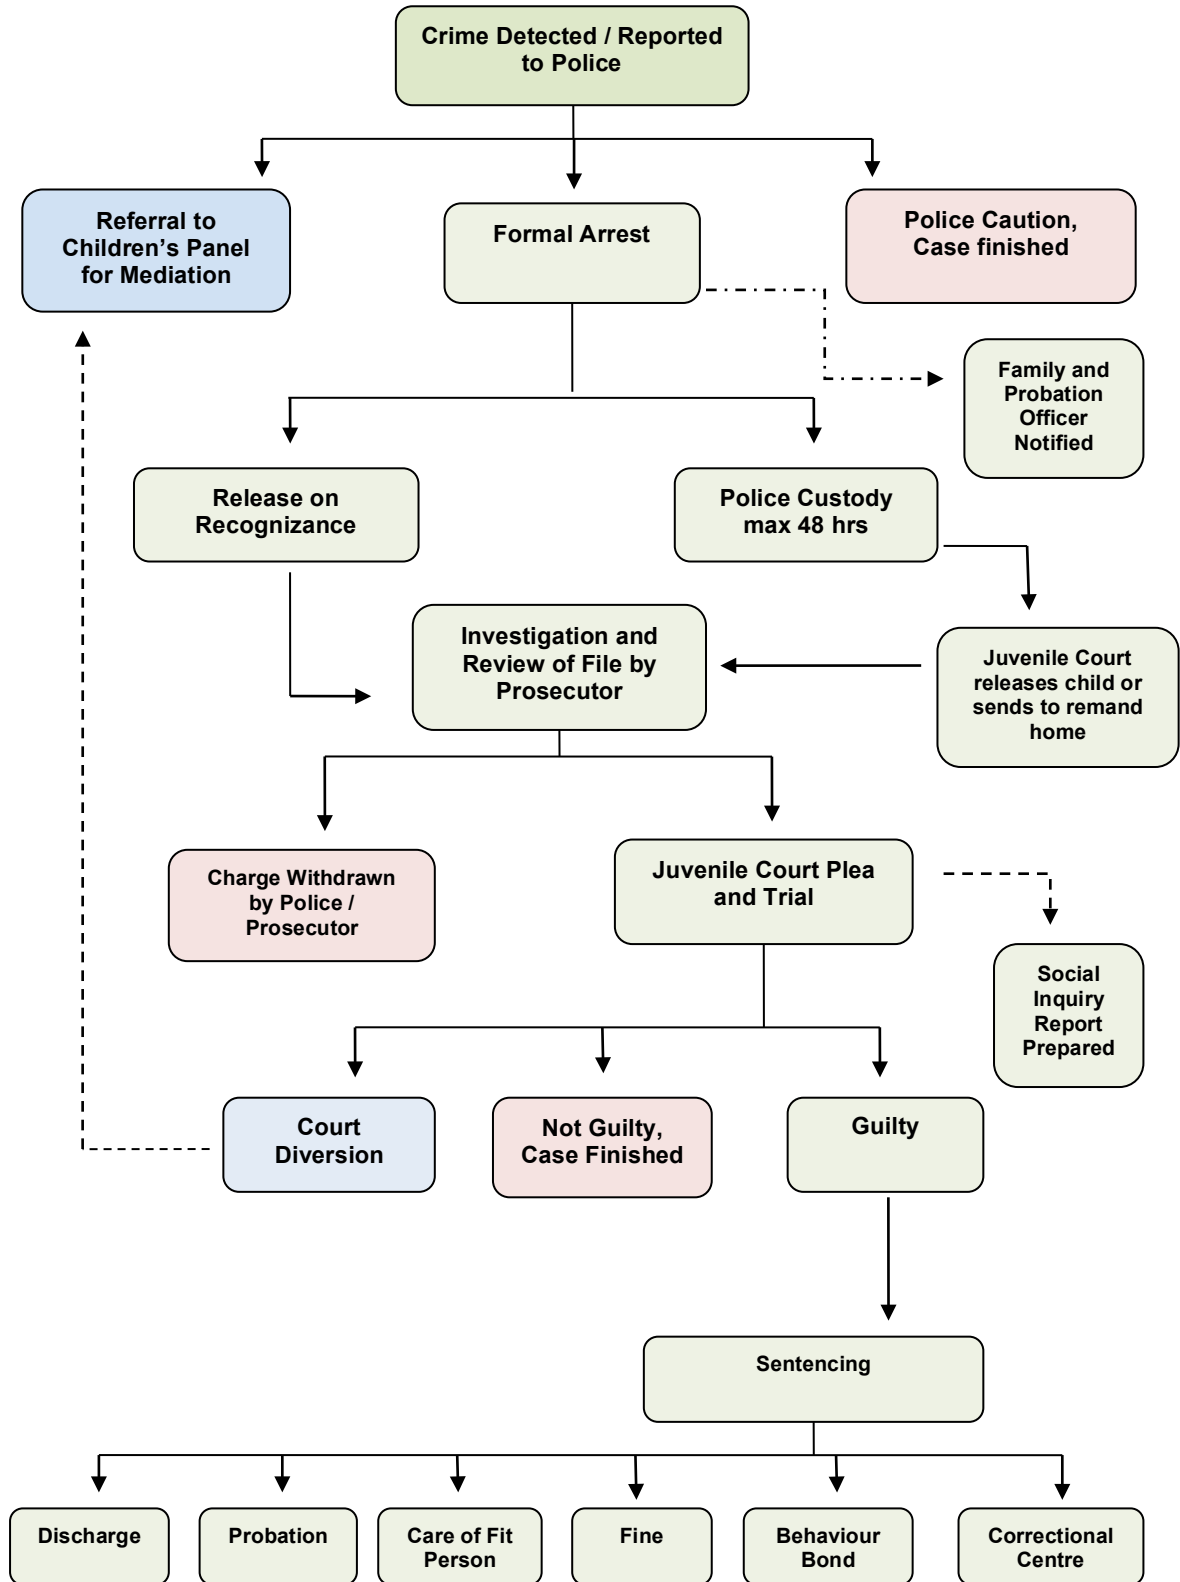 Crime Detected / Reported
to Police
Referral to
Children’s Panel
for Mediation
Formal Arrest
Police Caution,
Case finished
Family and
Probation
Officer
Notified
Release on
Recognizance
Police Custody
max 48 hrs
Investigation and
Review of File by
Prosecutor
Juvenile Court
releases child or
sends to remand
home
Charge Withdrawn
by Police /
Prosecutor
Juvenile Court Plea
and Trial
Social
Inquiry
Report
Prepared
Court
Diversion
Not Guilty,
Case Finished
Guilty
Sentencing
Discharge
Probation
Care of Fit
Person
Fine
Behaviour
Bond
Correctional
Centre